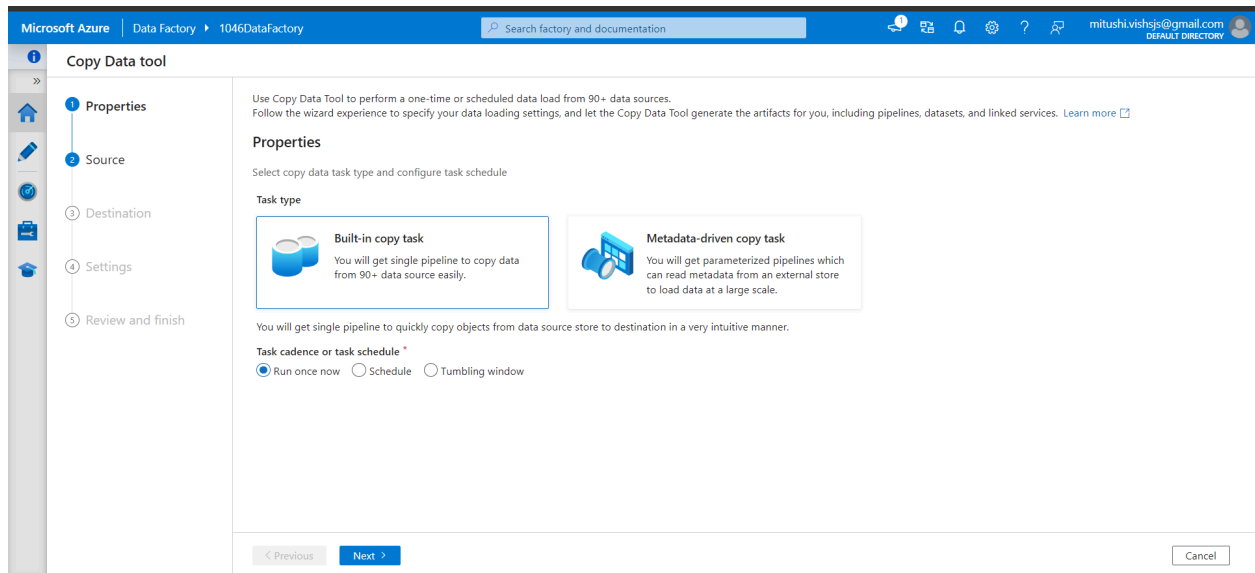 Microsoft Azure | Data Factory ▸ 1046DataFactory
Search factory and documentation
1
?
mitushi.vishsjs@gmail.com
DEFAULT DIRECTORY
Copy Data tool
1 Properties
2 Source
3 Destination
4 Settings
5 Review and finish
Use Copy Data Tool to perform a one-time or scheduled data load from 90+ data sources.
Follow the wizard experience to specify your data loading settings, and let the Copy Data Tool generate the artifacts for you, including pipelines, datasets, and linked services. Learn more
Properties
Select copy data task type and configure task schedule
Task type
Built-in copy task
You will get single pipeline to copy data
from 90+ data source easily.
Metadata-driven copy task
You will get parameterized pipelines which
can read metadata from an external store
to load data at a large scale.
You will get single pipeline to quickly copy objects from data source store to destination in a very intuitive manner.
Task cadence or task schedule *
Run once now Schedule Tumbling window
< Previous
Next >
Cancel